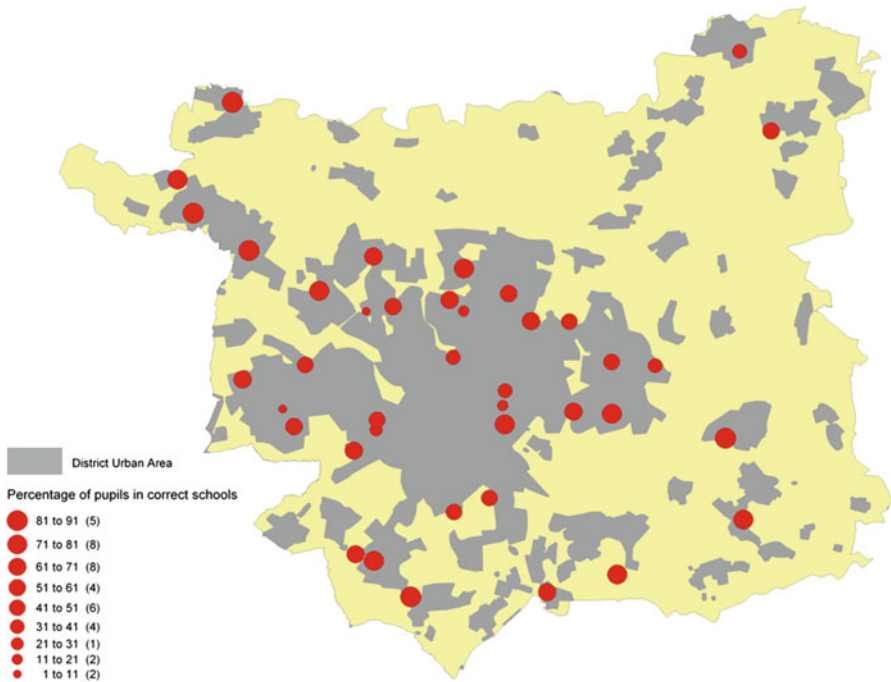 District Urban Area
Percentage of pupils in correct schools
81 to 91 (5)
71 to 81 (8)
61 to 71 (8)
51 to 61 (4)
41 to 51 (6)
31 to 41 (4)
21 to 31 (1)
11 to 21 (2)
1 to 11 (2)